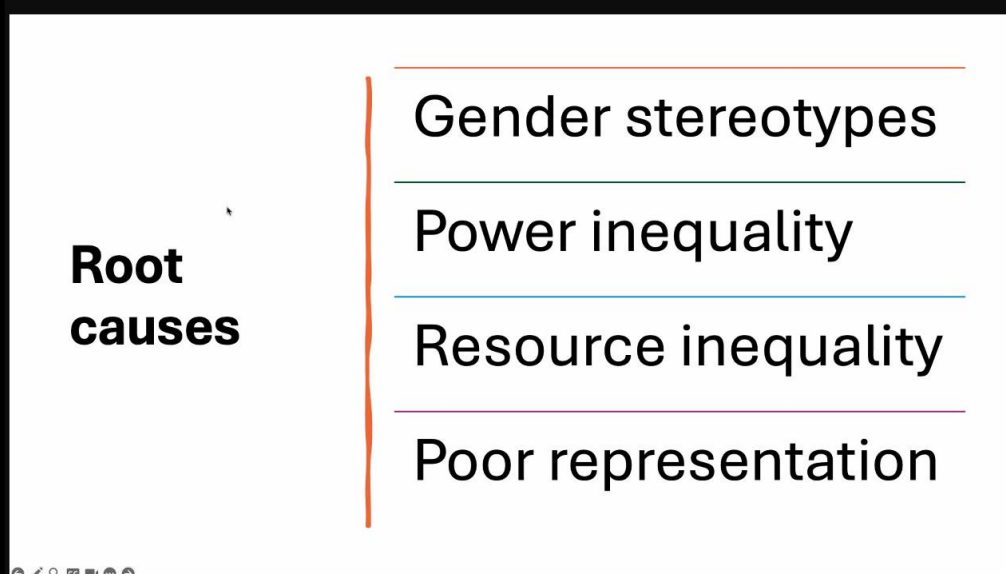 Root
causes
Gender stereotypes
Power inequality
Resource inequality
Poor representation